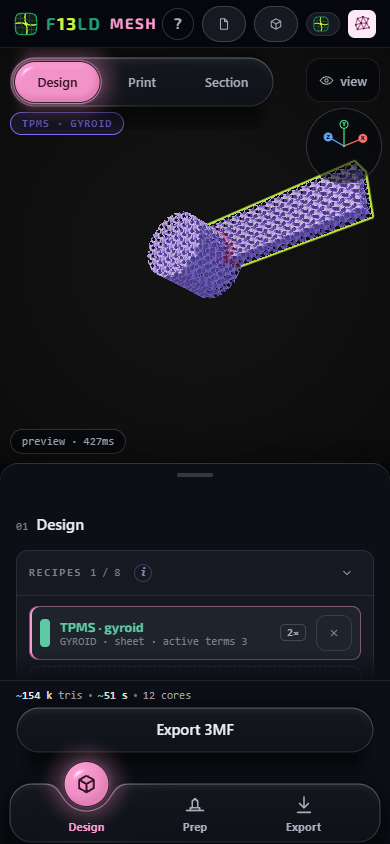 F13LD MESH ?
Design Print Section
view
TPMS · GYROID
Y
Z X
preview · 427ms
01 Design
RECIPES 1 / 8 i
TPMS · gyroid
GYROID · sheet · active terms 3
2× ×
~154 k tris • ~51 s • 12 cores
Export 3MF
Design Prep Export